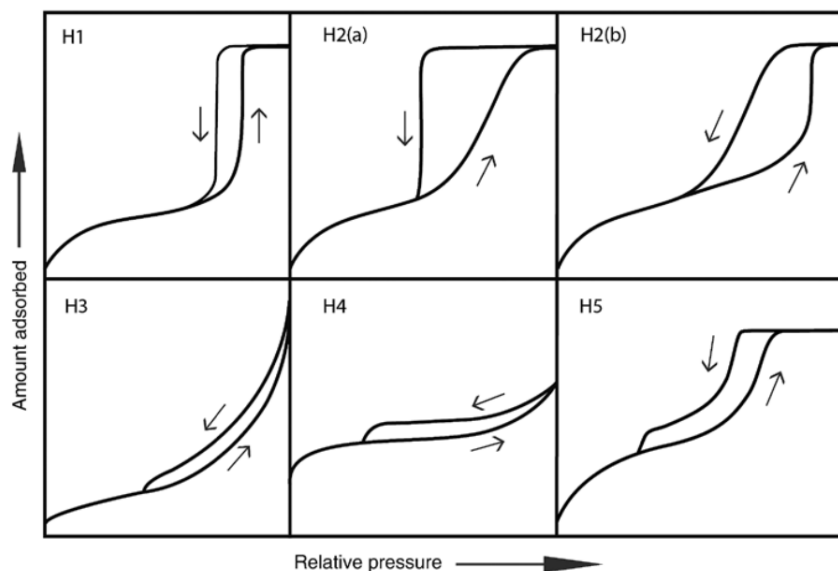 H1
H2(a)
H2(b)
H3
H4
H5
Amount adsorbed
Relative pressure